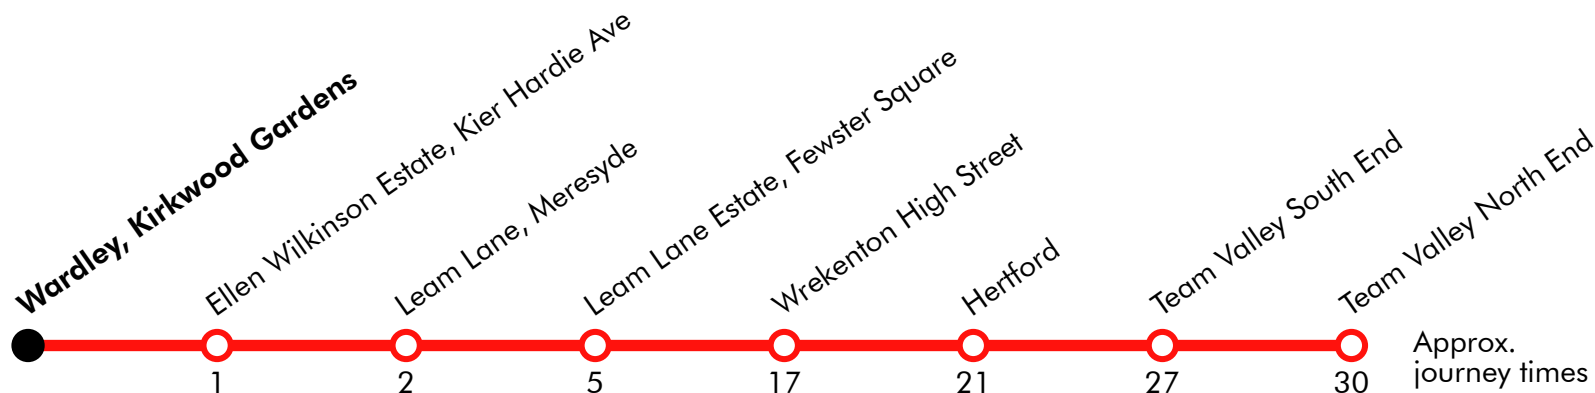 Wardley, Kirkwood Gardens
Ellen Wilkinson Estate, Kier Hardie Ave
Leam Lane, Meresyde
Leam Lane Estate, Fewster Square
Wrekenton High Street
Hertford
Team Valley South End
Team Valley North End
1
2
5
17
21
27
30
Approx.
journey times